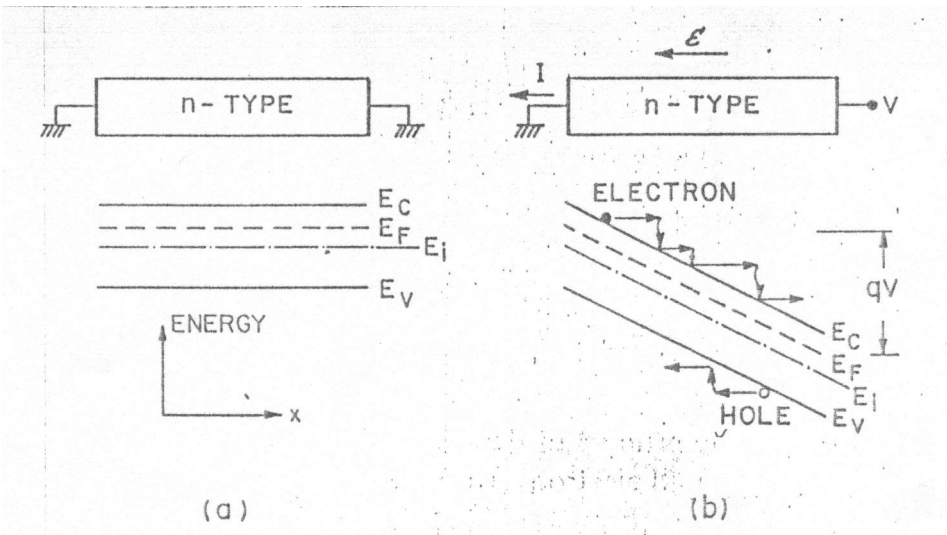 n-TYPE
E_C
E_F
E_i
E_V
ENERGY
x
(a)
ℰ
I
n-TYPE
V
ELECTRON
qV
E_C
E_F
E_i
HOLE
E_V
(b)